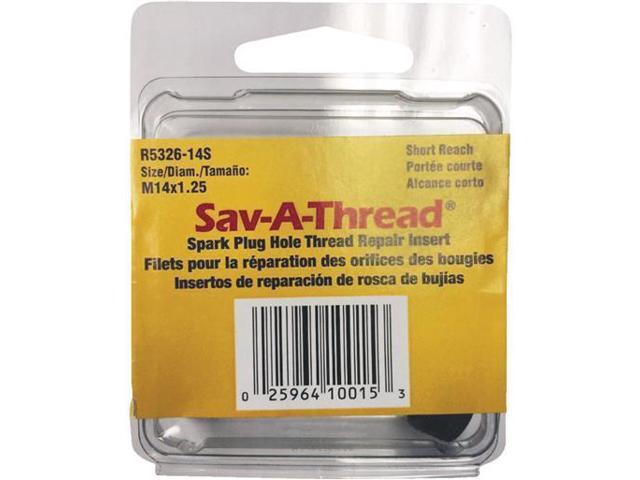 R5326-14S
Size/Diam./Tamaño:
M14x1.25
Short Reach
Portée courte
Alcance corto
Sav-A-Thread®
Spark Plug Hole Thread Repair Insert
Filets pour la réparation des orifices des bougies
Insertos de reparación de rosca de bujías
0 25964 10015 3